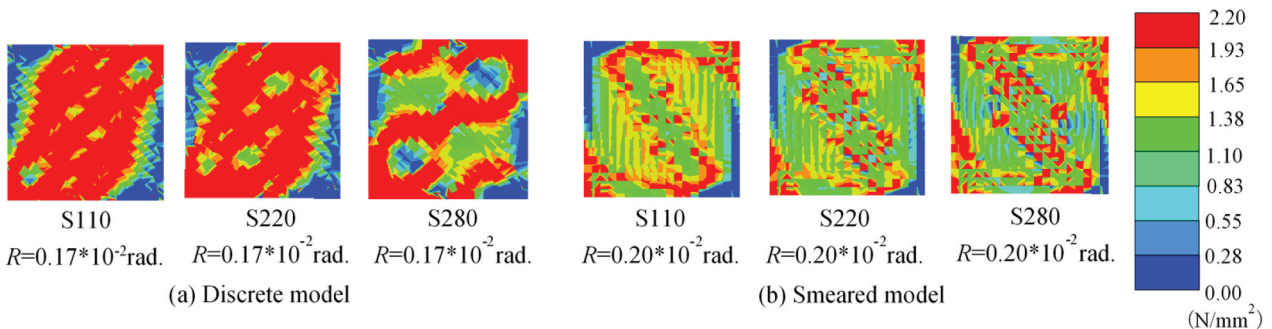 S110
R=0.17*10-2rad.
S220
R=0.17*10-2rad.
S280
R=0.17*10-2rad.
(a) Discrete model
S110
R=0.20*10-2rad.
S220
R=0.20*10-2rad.
S280
R=0.20*10-2rad.
(b) Smeared model
2.20
1.93
1.65
1.38
1.10
0.83
0.55
0.28
0.00
(N/mm2)